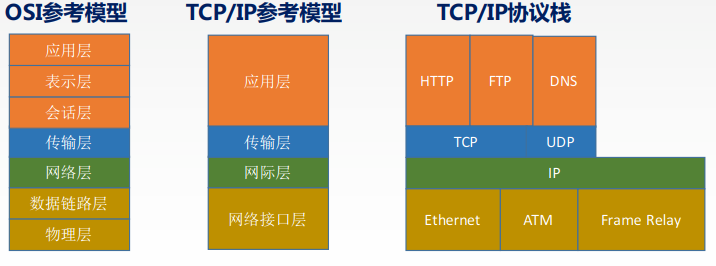 OSI参考模型
应用层
表示层
会话层
传输层
网络层
数据链路层
物理层
TCP/IP参考模型
应用层
传输层
网际层
网络接口层
TCP/IP协议栈
HTTP FTP DNS
TCP UDP
IP
Ethernet ATM Frame Relay